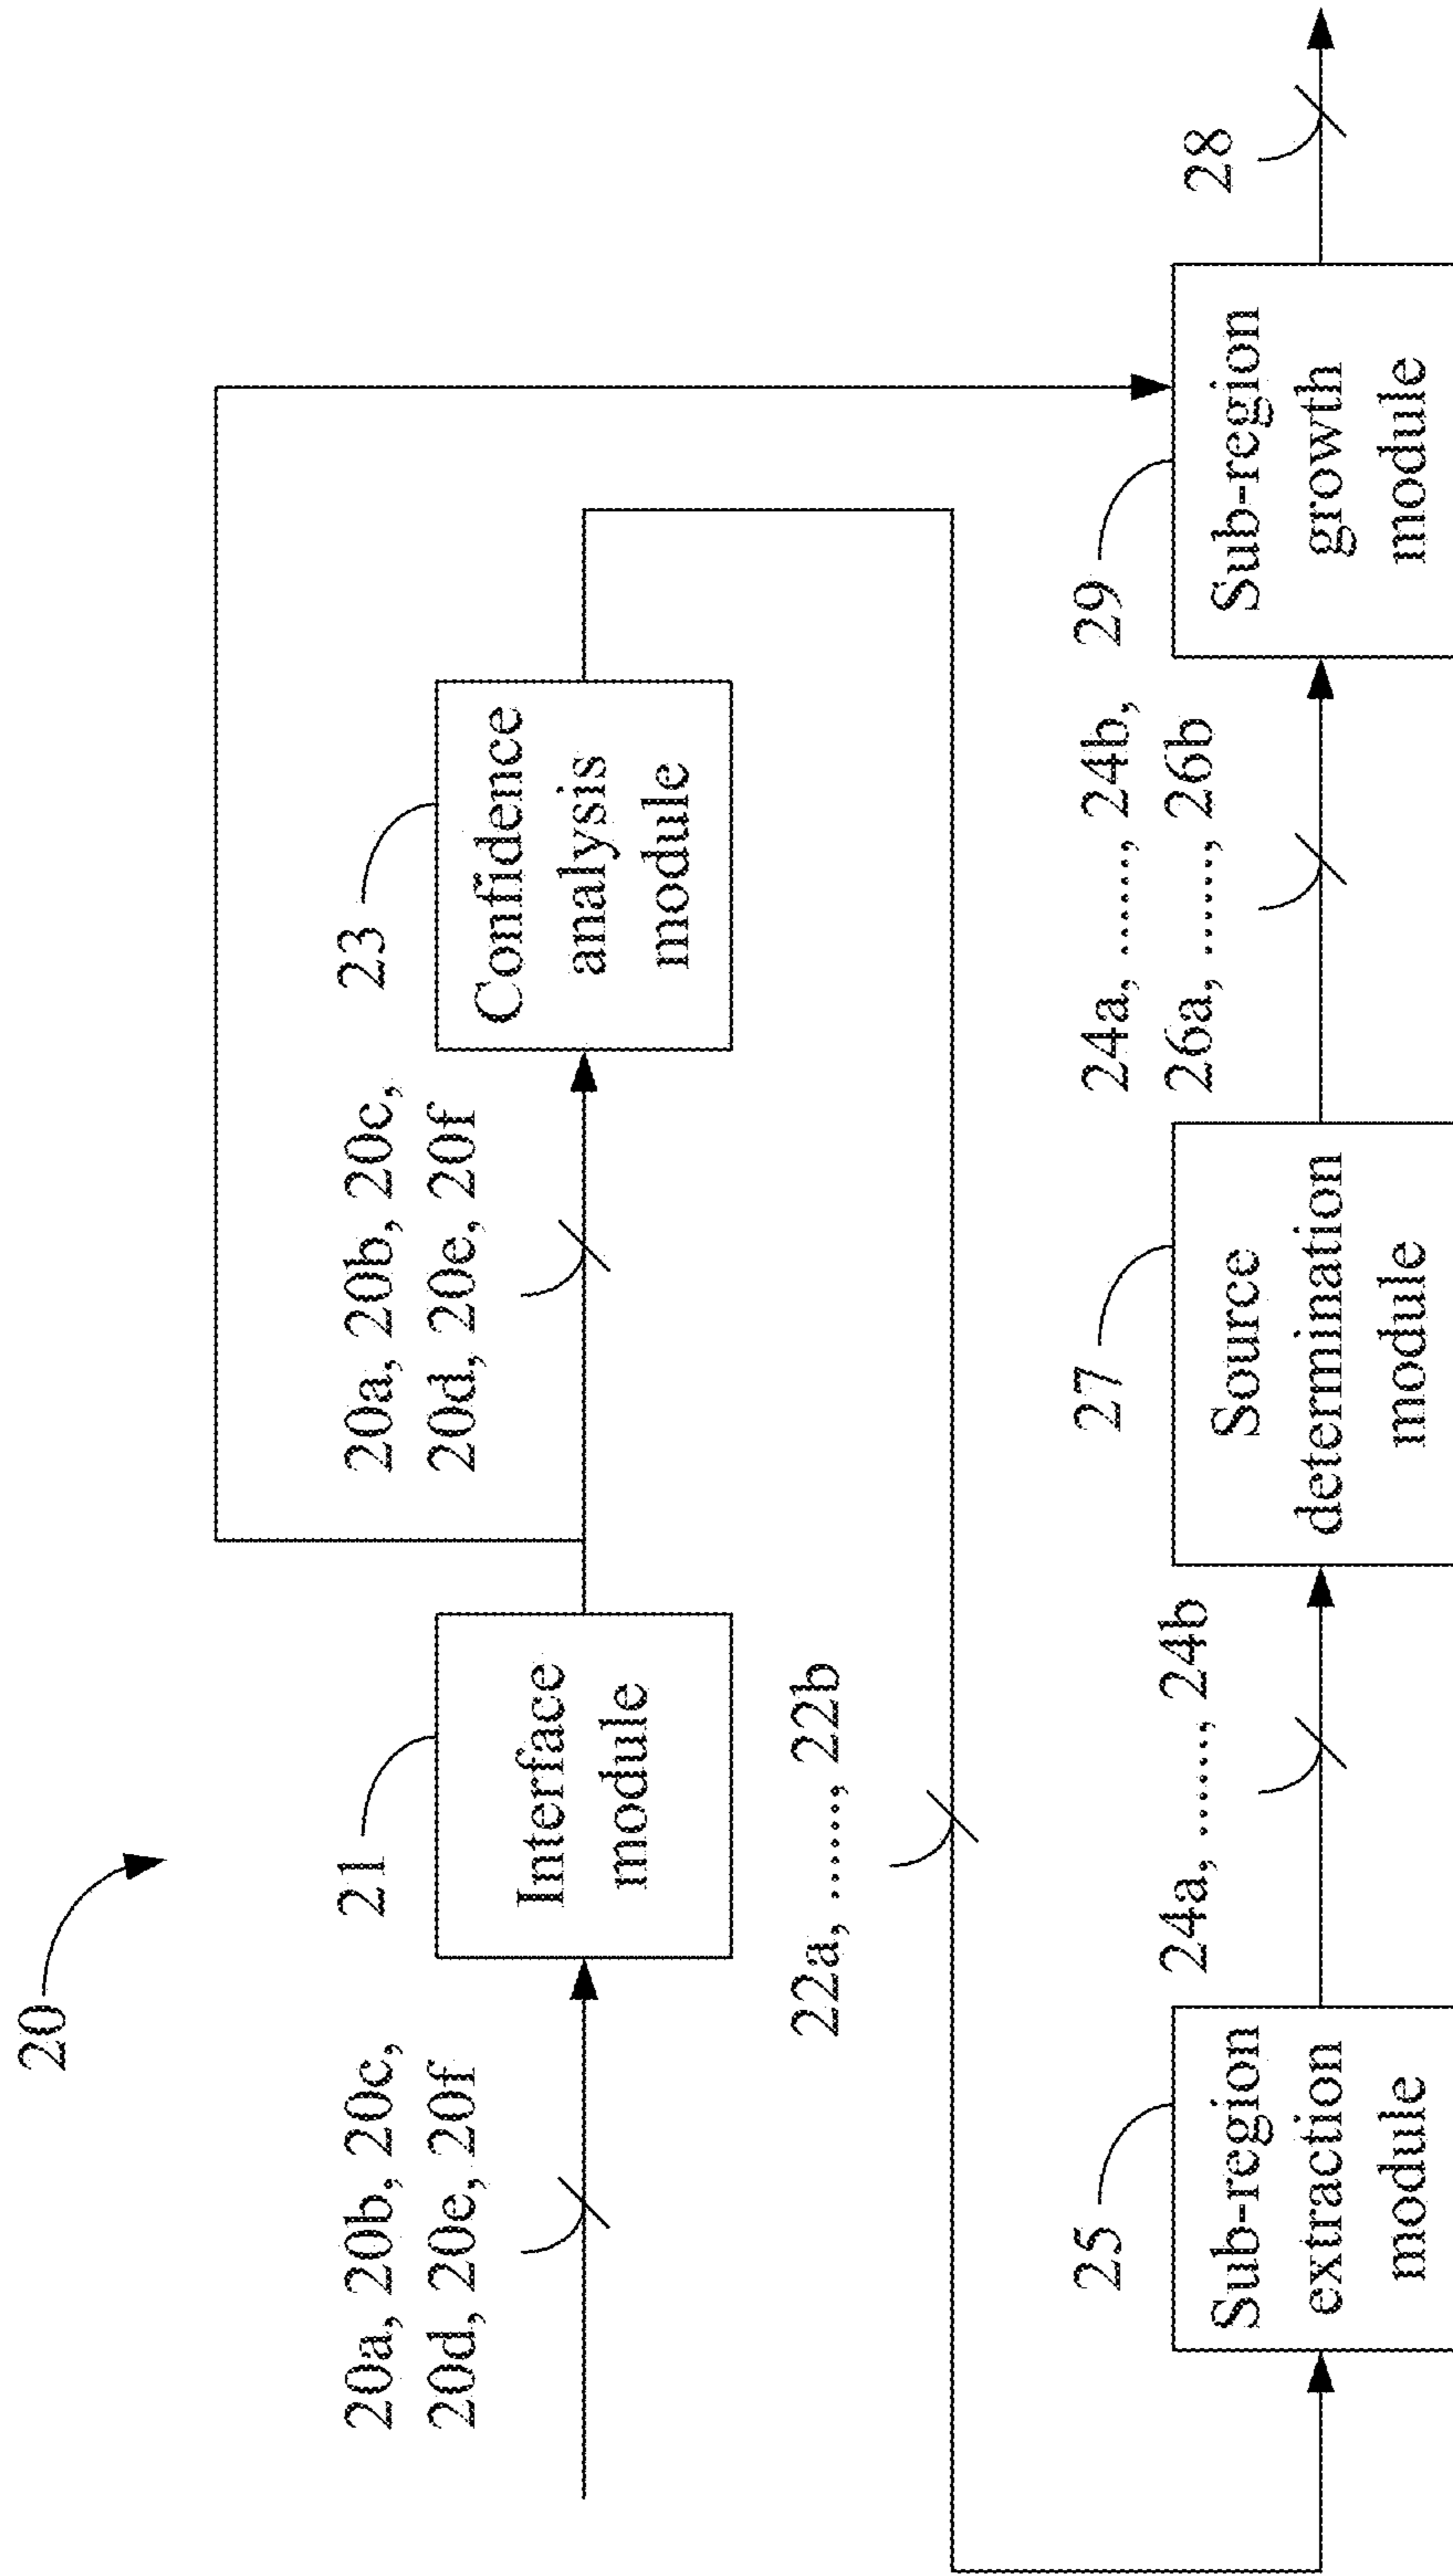 20
20a, 20b, 20c,
20d, 20e, 20f
21
Interface
module
20a, 20b, 20c,
20d, 20e, 20f
23
Confidence
analysis
module
22a, ......, 22b
25
Sub-region
extraction
module
24a, ......, 24b
27
Source
determination
module
24a, ......, 24b,
26a, ......, 26b
29
Sub-region
growth
module
28